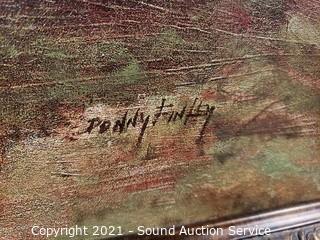 DONNY FINLEY
Copyright 2021 - Sound Auction Service